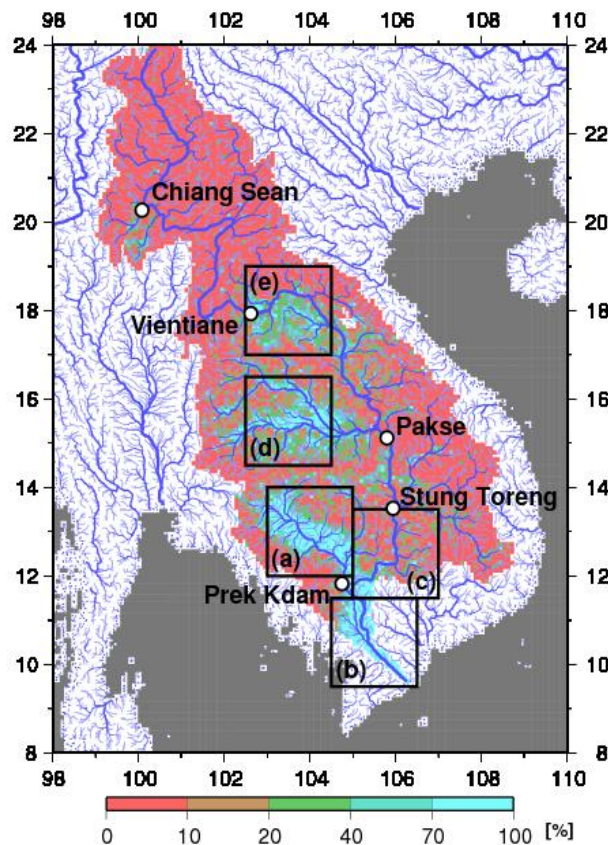 98 100 102 104 106 108 110
24 24
22 22
Chiang Sean
20 20
(e)
18 18
Vientiane
16 16
Pakse
(d)
14 14
Stung Toreng
(a)
12 12
Prek Kdam (c)
10 (b) 10
8 8
98 100 102 104 106 108 110
0 10 20 40 70 100 [%]